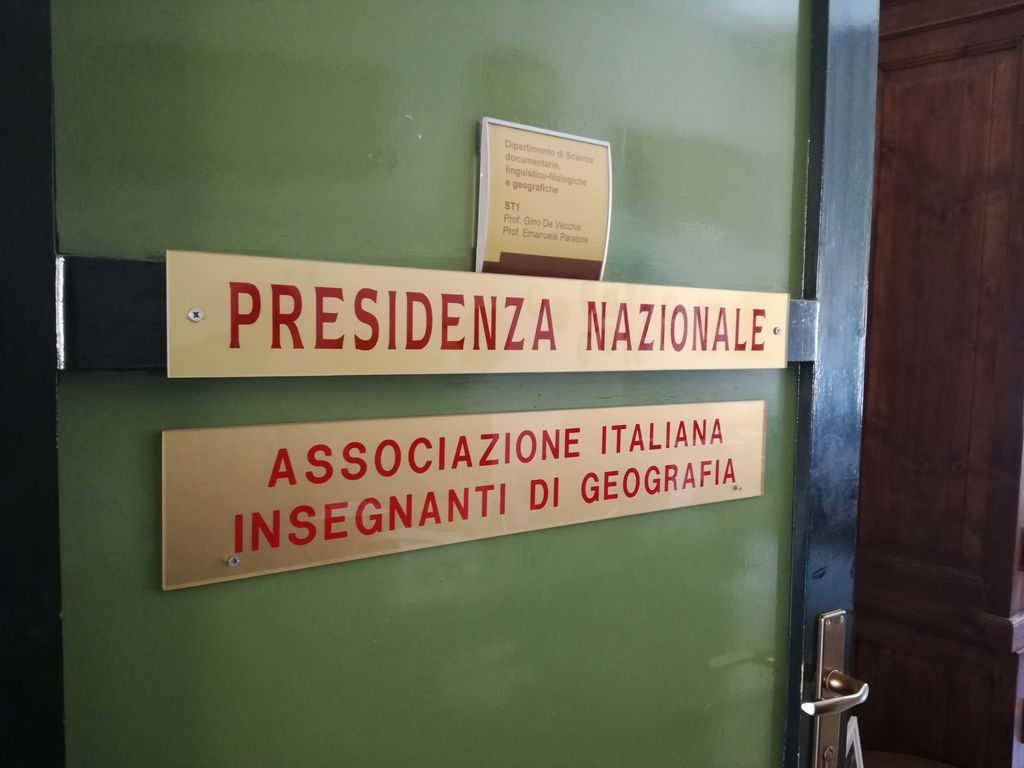 Dipartimento di Scienze
documentarie,
linguistico-filologiche
e geografiche
ST1
Prof. Gino De Vecchis
Prof. Emanuele Paratore
PRESIDENZA NAZIONALE
ASSOCIAZIONE ITALIANA
INSEGNANTI DI GEOGRAFIA